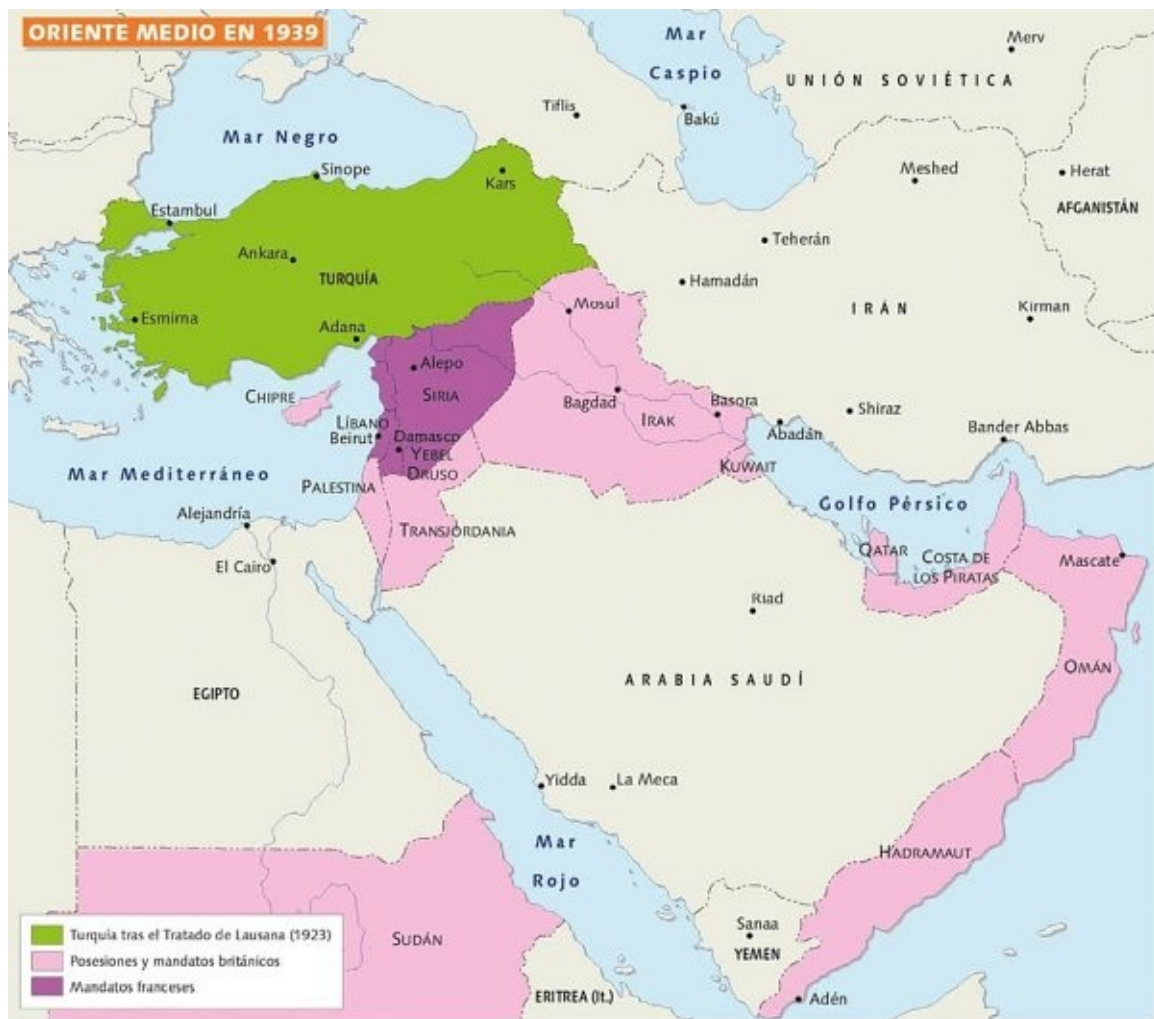 ORIENTE MEDIO EN 1939
Mar
Caspio
Merv
UNIÓN SOVIÉTICA
Tiflis
Bakú
Mar Negro
Sinope
Kars
Meshed
Herat
AFGANISTÁN
Estambul
Ankara
TURQUÍA
Teherán
Hamadán
Mosul
IRÁN
Kirman
Esmirna
Adana
Alepo
SIRIA
CHIPRE
Bagdad
IRAK
Basora
Abadán
Shiraz
Bander Abbas
LÍBANO
Beirut
Damasco
YEBEL
DRUSO
KUWAIT
Mar Mediterráneo
PALESTINA
Golfo Pérsico
Alejandría
TRANSJORDANIA
El Cairo
QATAR
COSTA DE
LOS PIRATAS
Mascate
Riad
ARABIA SAUDÍ
OMÁN
EGIPTO
Yidda
La Meca
Mar
Rojo
HADRAMAUT
Sanaa
YEMEN
SUDÁN
ERITREA (It.)
Adén
Turquía tras el Tratado de Lausana (1923)
Posesiones y mandatos británicos
Mandatos franceses